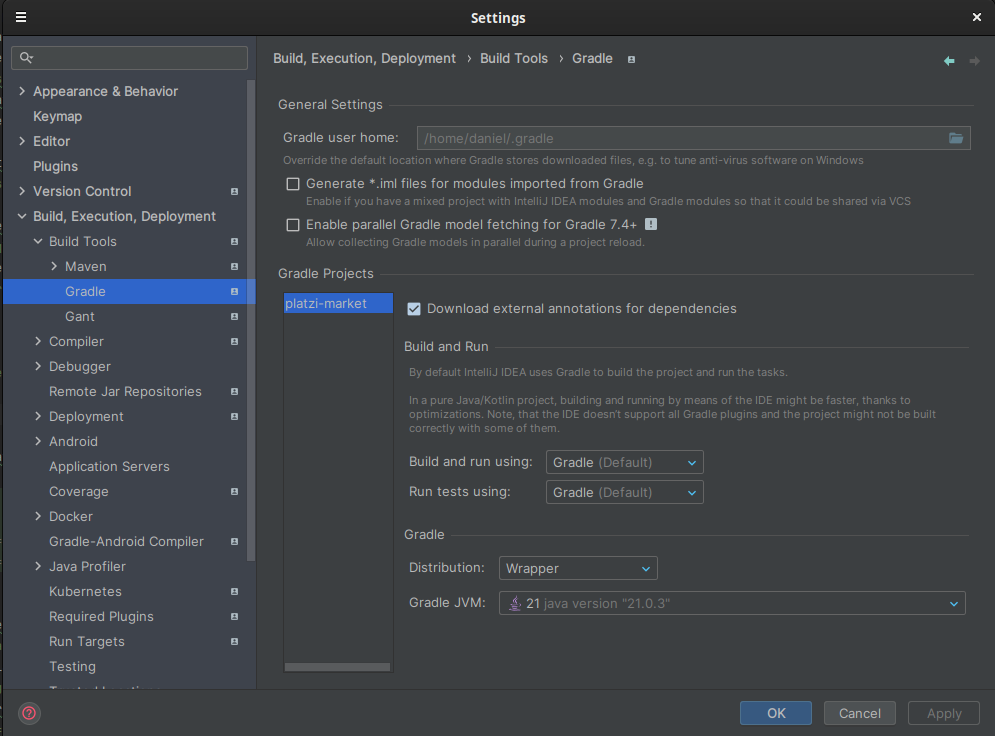 Settings
Build, Execution, Deployment › Build Tools › Gradle
Appearance & Behavior
Keymap
Editor
Plugins
Version Control
Build, Execution, Deployment
Build Tools
Maven
Gradle
Gant
Compiler
Debugger
Remote Jar Repositories
Deployment
Android
Application Servers
Coverage
Docker
Gradle-Android Compiler
Java Profiler
Kubernetes
Required Plugins
Run Targets
Testing
General Settings
Gradle user home: /home/daniel/.gradle
Override the default location where Gradle stores downloaded files, e.g. to tune anti-virus software on Windows
Generate *.iml files for modules imported from Gradle
Enable if you have a mixed project with IntelliJ IDEA modules and Gradle modules so that it could be shared via VCS
Enable parallel Gradle model fetching for Gradle 7.4+
Allow collecting Gradle models in parallel during a project reload.
Gradle Projects
platzi-market
Download external annotations for dependencies
Build and Run
By default IntelliJ IDEA uses Gradle to build the project and run the tasks.
In a pure Java/Kotlin project, building and running by means of the IDE might be faster, thanks to
optimizations. Note, that the IDE doesn't support all Gradle plugins and the project might not be built
correctly with some of them.
Build and run using: Gradle (Default)
Run tests using: Gradle (Default)
Gradle
Distribution: Wrapper
Gradle JVM: 21 java version "21.0.3"
OK
Cancel
Apply